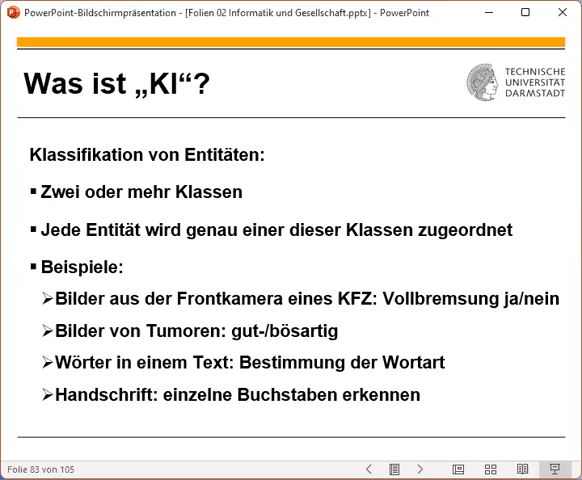 PowerPoint-Bildschirmpräsentation - [Folien 02 Informatik und Gesellschaft.pptx] - PowerPoint
Was ist „KI“?
TECHNISCHE
UNIVERSITÄT
DARMSTADT
Klassifikation von Entitäten:
▪ Zwei oder mehr Klassen
▪ Jede Entität wird genau einer dieser Klassen zugeordnet
▪ Beispiele:
➢Bilder aus der Frontkamera eines KFZ: Vollbremsung ja/nein
➢Bilder von Tumoren: gut-/bösartig
➢Wörter in einem Text: Bestimmung der Wortart
➢Handschrift: einzelne Buchstaben erkennen
Folie 83 von 105